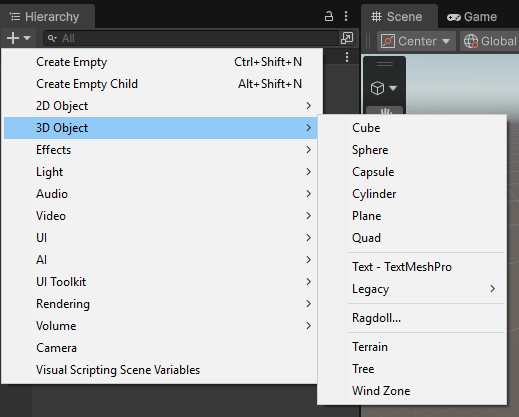 Hierarchy
Scene
Game
All
Center
Global
Create Empty Ctrl+Shift+N
Create Empty Child Alt+Shift+N
2D Object
3D Object
Effects
Light
Audio
Video
UI
AI
UI Toolkit
Rendering
Volume
Camera
Visual Scripting Scene Variables
Cube
Sphere
Capsule
Cylinder
Plane
Quad
Text - TextMeshPro
Legacy
Ragdoll...
Terrain
Tree
Wind Zone